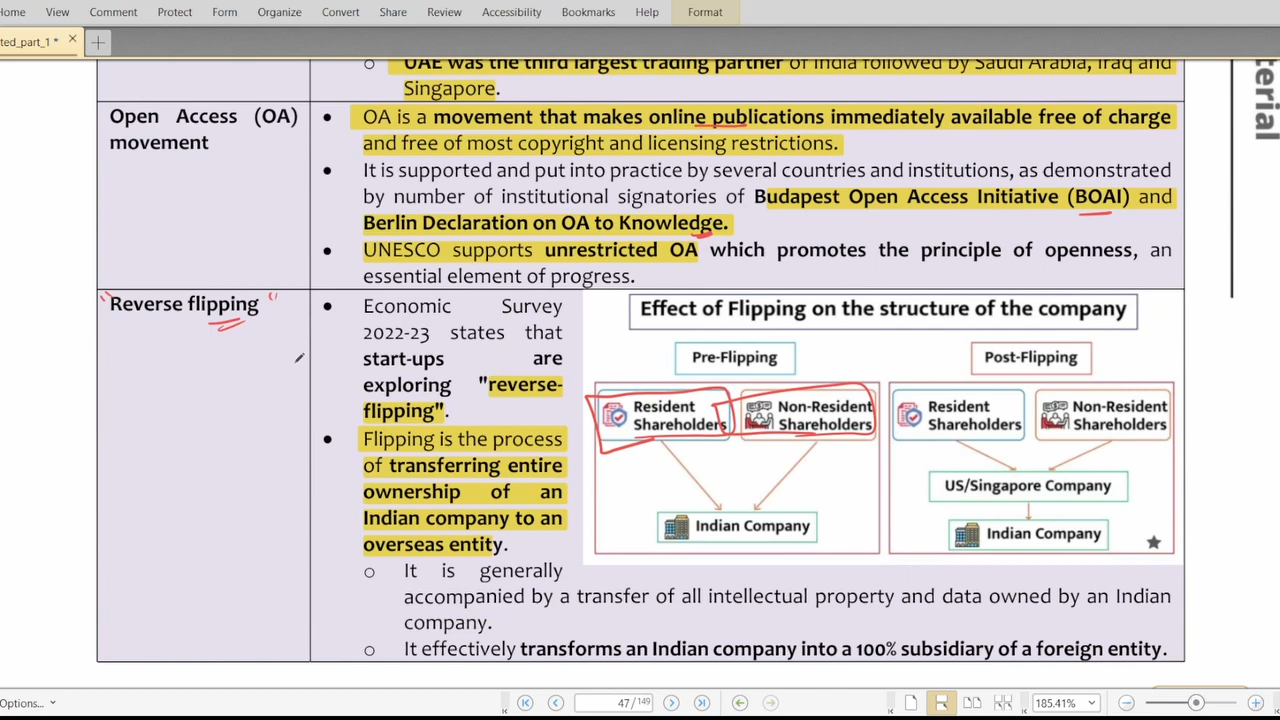 Home View Comment Protect Form Organize Convert Share Review Accessibility Bookmarks Help Format
ted_part_1 *
UAE was the third largest trading partner of India followed by Saudi Arabia, Iraq and
Singapore.
Open Access (OA)
movement
OA is a movement that makes online publications immediately available free of charge
and free of most copyright and licensing restrictions.
It is supported and put into practice by several countries and institutions, as demonstrated
by number of institutional signatories of Budapest Open Access Initiative (BOAI) and
Berlin Declaration on OA to Knowledge.
UNESCO supports unrestricted OA which promotes the principle of openness, an
essential element of progress.
Reverse flipping
Economic Survey
2022-23 states that
start-ups are
exploring "reverse-
flipping".
Flipping is the process
of transferring entire
ownership of an
Indian company to an
overseas entity.
It is generally
accompanied by a transfer of all intellectual property and data owned by an Indian
company.
It effectively transforms an Indian company into a 100% subsidiary of a foreign entity.
Effect of Flipping on the structure of the company
Pre-Flipping
Resident
Shareholders
Non-Resident
Shareholders
Indian Company
Post-Flipping
Resident
Shareholders
Non-Resident
Shareholders
US/Singapore Company
Indian Company
terial
Options...
47 / 149
185.41%